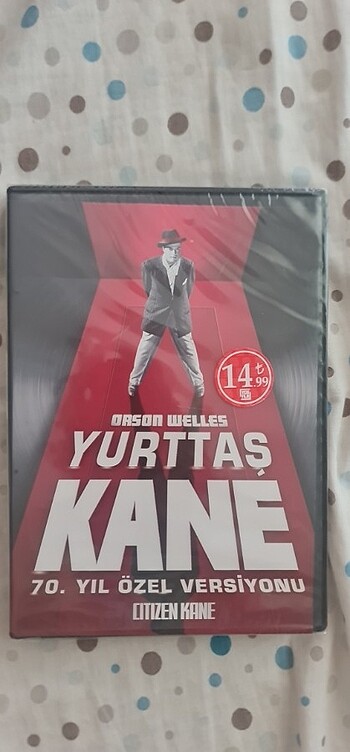 14.99 ₺
ORSON WELLES
YURTTAŞ
KANE
70. YIL ÖZEL VERSİYONU
CITIZEN KANE